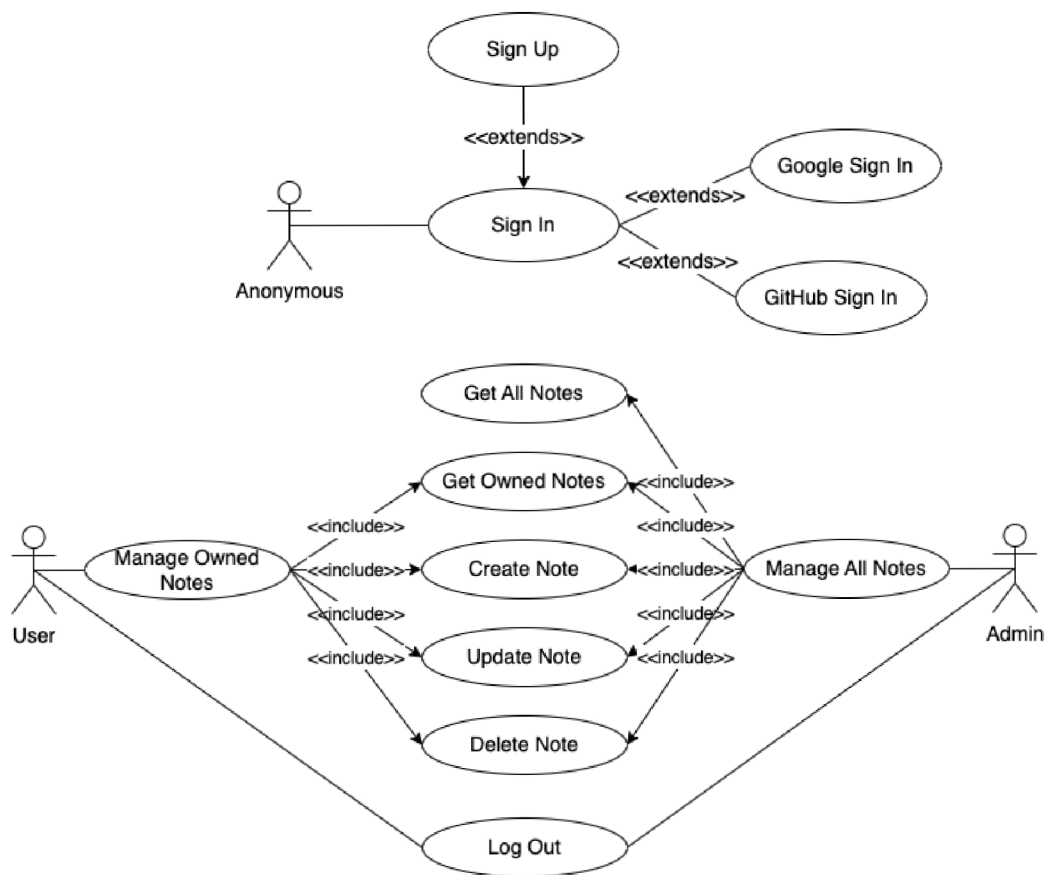 Sign Up
<<extends>>
Google Sign In
<<extends>>
Sign In
<<extends>>
Anonymous
GitHub Sign In
Get All Notes
<<include>>
Get Owned Notes
<<include>>
<<include>>
Manage Owned
Notes
<<include>>
Create Note
<<include>>
Manage All Notes
<<include>>
<<include>>
User
Admin
<<include>>
Update Note
<<include>>
Delete Note
Log Out